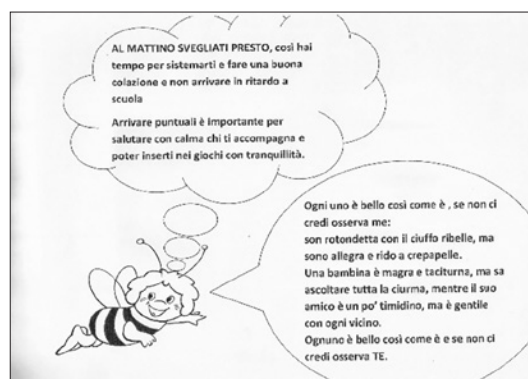 AL MATTINO SVEGLIATI PRESTO, così hai
tempo per sistemarti e fare una buona
colazione e non arrivare in ritardo a
scuola
Arrivare puntuali è importante per
salutare con calma chi ti accompagna e
poter inserti nei giochi con tranquillità.
Ogni uno è bello così come è , se non ci
credi osserva me:
son rotondetta con il ciuffo ribelle, ma
sono allegra e rido a crepapelle.
Una bambina è magra e taciturna, ma sa
ascoltare tutta la ciurma, mentre il suo
amico è un po' timidino, ma è gentile
con ogni vicino.
Ognuno è bello così come è e se non ci
credi osserva TE.